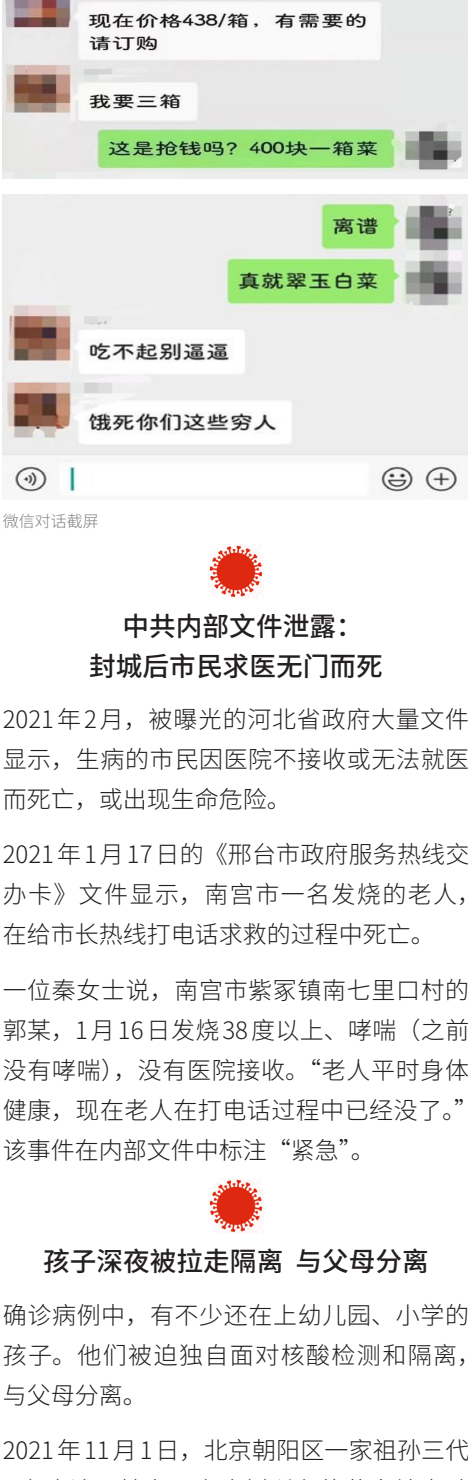 现在价格438/箱，有需要的
请订购
我要三箱
这是抢钱吗？400块一箱菜
离谱
真就翠玉白菜
吃不起别逼逼
饿死你们这些穷人
微信对话截屏
中共内部文件泄露：
封城后市民求医无门而死
2021年2月，被曝光的河北省政府大量文件
显示，生病的市民因医院不接收或无法就医
而死亡，或出现生命危险。
2021年1月17日的《邢台市政府服务热线交
办卡》文件显示，南宫市一名发烧的老人，
在给市长热线打电话求救的过程中死亡。
一位秦女士说，南宫市紫冢镇南七里口村的
郭某，1月16日发烧38度以上、哮喘（之前
没有哮喘），没有医院接收。“老人平时身体
健康，现在老人在打电话过程中已经没了。”
该事件在内部文件中标注“紧急”。
孩子深夜被拉走隔离 与父母分离
确诊病例中，有不少还在上幼儿园、小学的
孩子。他们被迫独自面对核酸检测和隔离，
与父母分离。
2021年11月1日，北京朝阳区一家祖孙三代